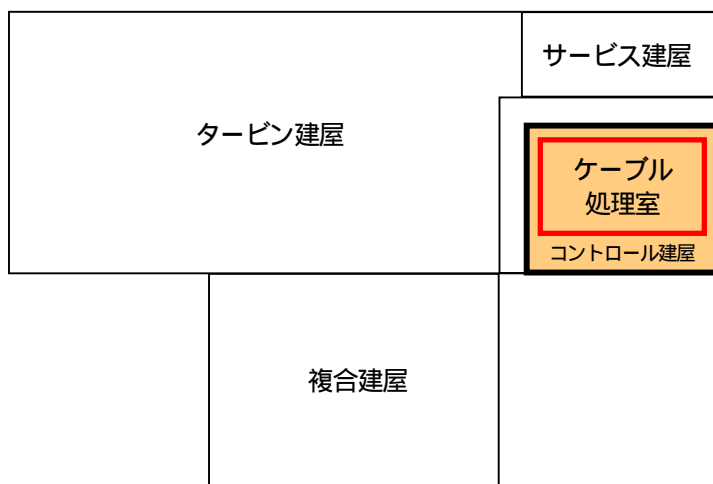 サービス建屋
タービン建屋
ケーブル
処理室
コントロール建屋
複合建屋